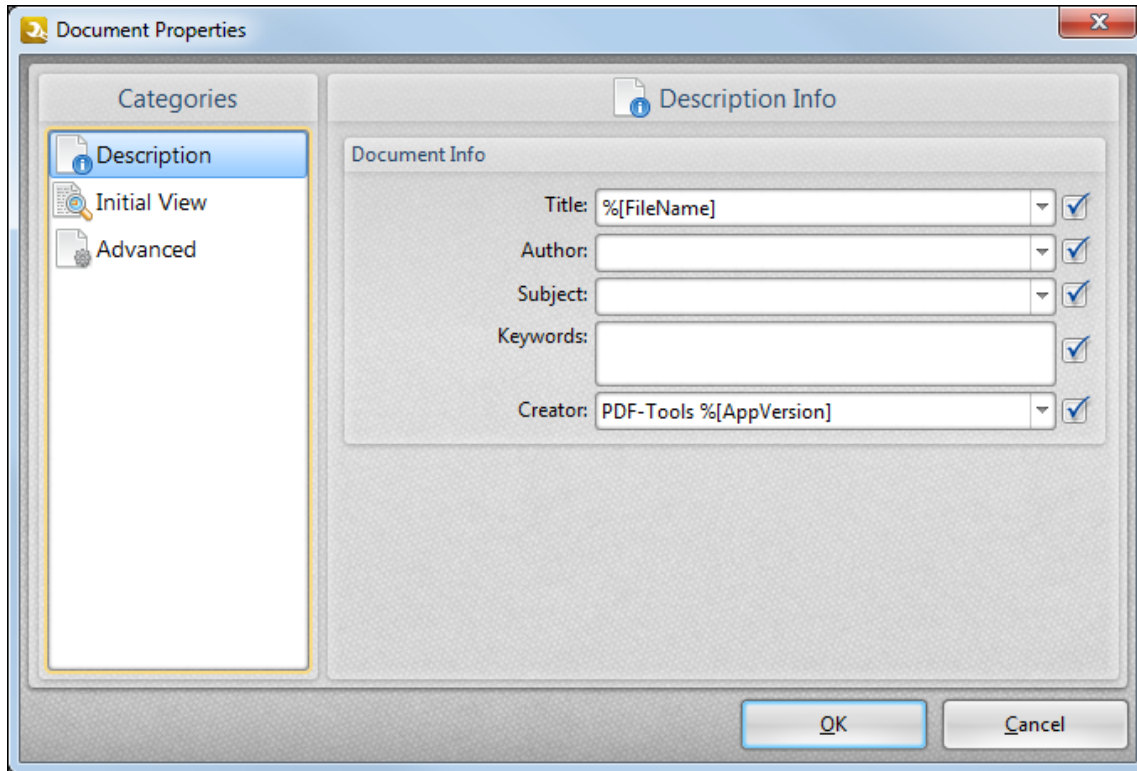 Document Properties
Categories
Description
Initial View
Advanced
Description Info
Document Info
Title: %[FileName]
Author:
Subject:
Keywords:
Creator: PDF-Tools %[AppVersion]
OK
Cancel